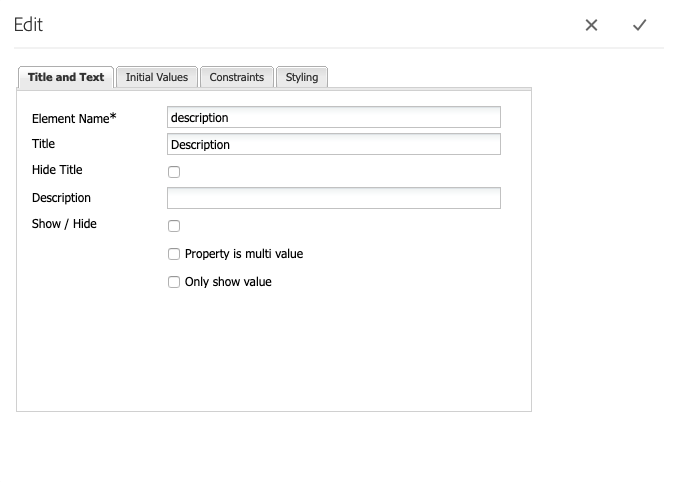 Edit
Title and Text Initial Values Constraints Styling
Element Name* description
Title Description
Hide Title
Description
Show / Hide
Property is multi value
Only show value